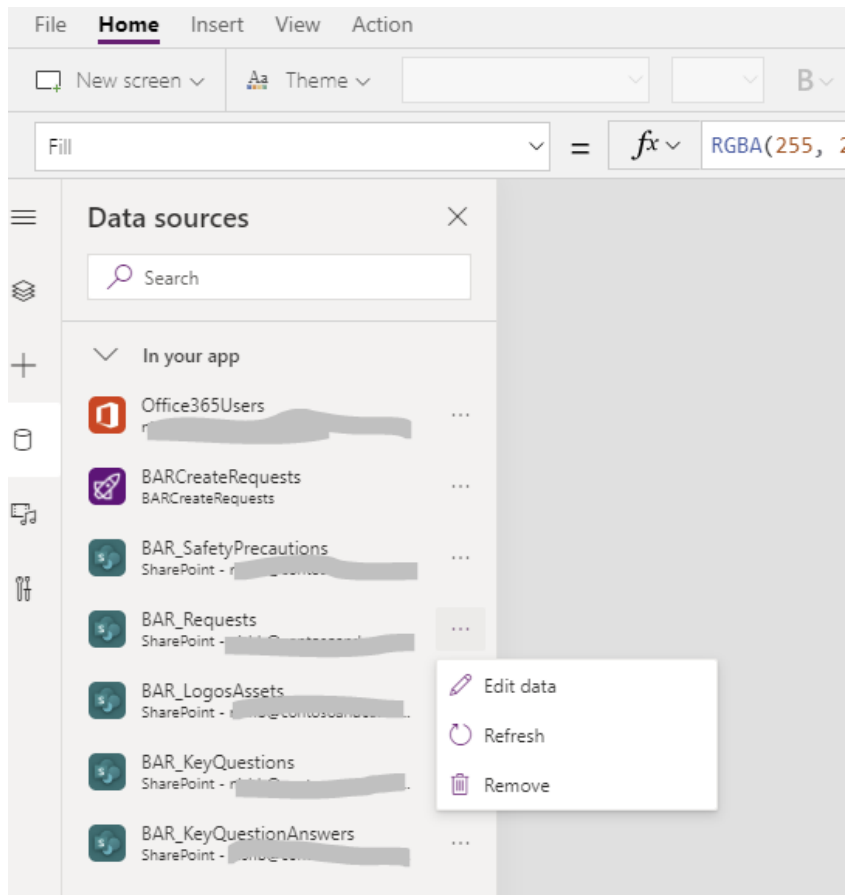 File Home Insert View Action
New screen Aa Theme B
Fill = fx RGBA(255, 2
Data sources
Search
In your app
Office365Users
BARCreateRequests
BARCreateRequests
BAR_SafetyPrecautions
SharePoint -
BAR_Requests
SharePoint -
BAR_LogosAssets
SharePoint -
Edit data
Refresh
Remove
BAR_KeyQuestions
SharePoint -
BAR_KeyQuestionAnswers
SharePoint -